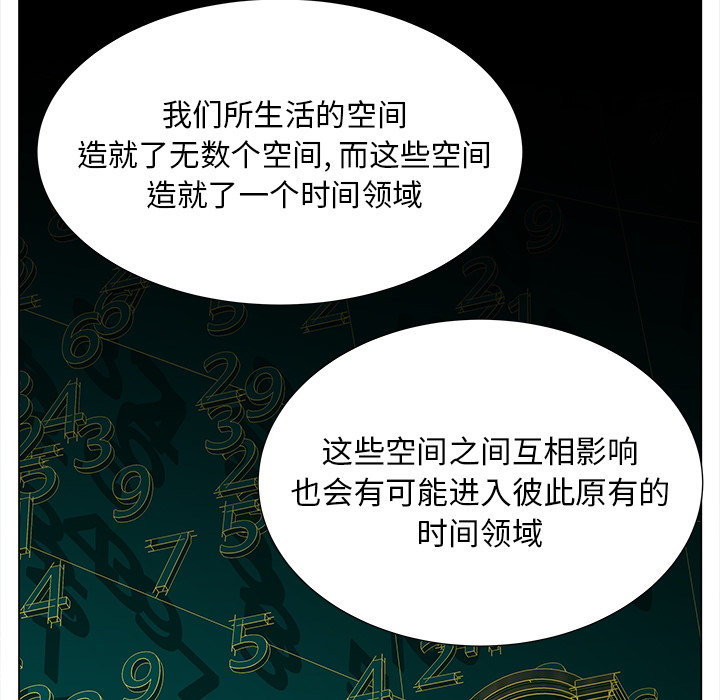 我们所生活的空间
造就了无数个空间，而这些空间
造就了一个时间领域
这些空间之间互相影响
也会有可能进入彼此原有的
时间领域